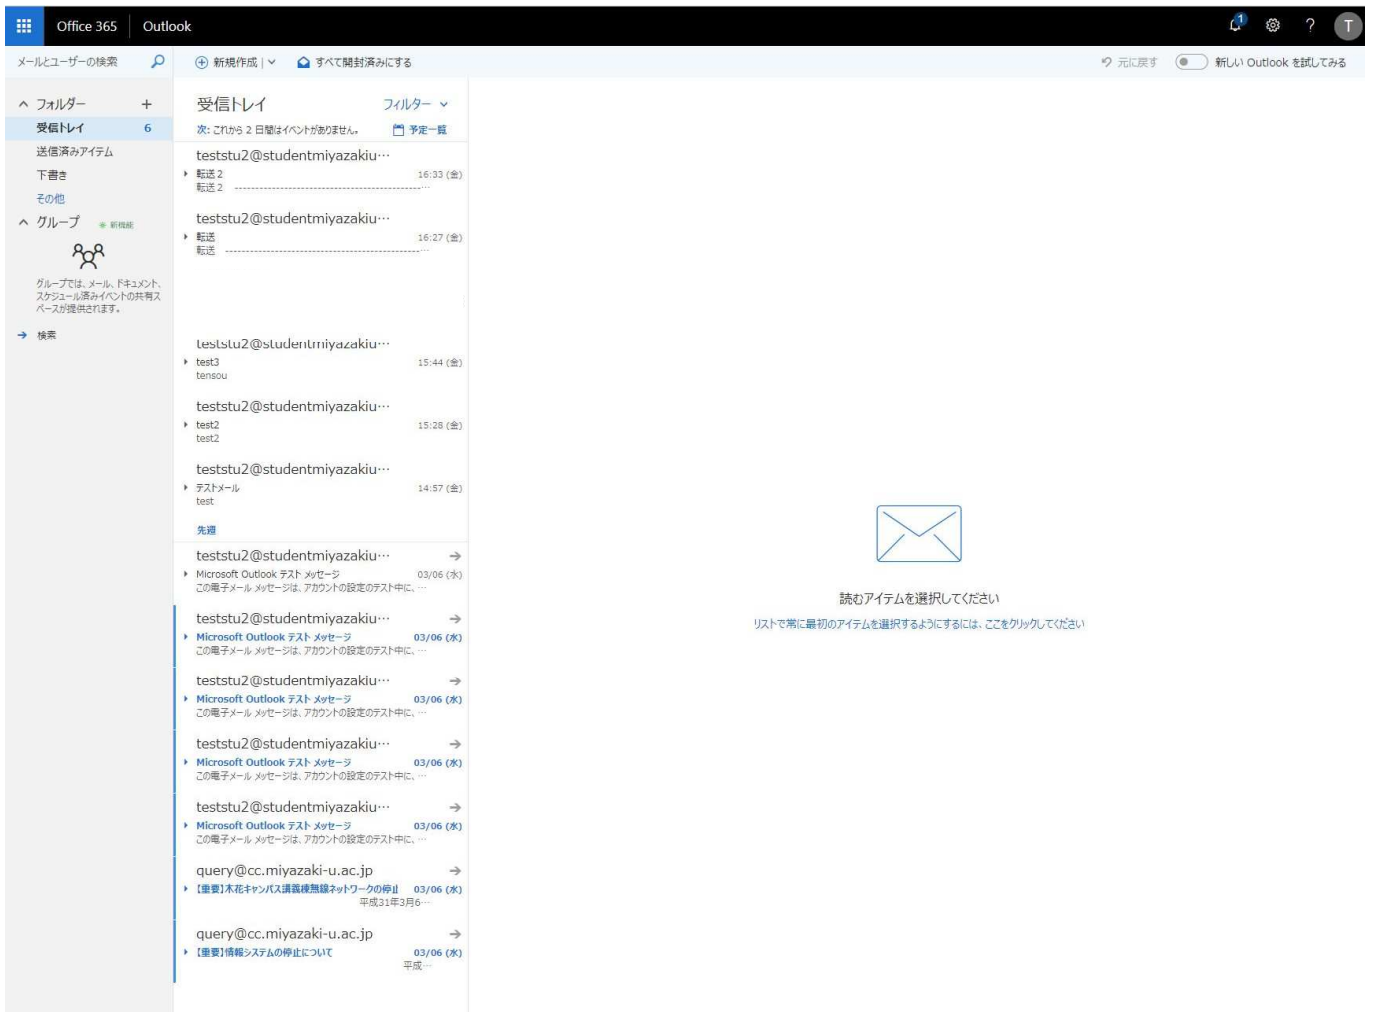 Office 365 Outlook 1 ? T
メールとユーザーの検索 新規作成 すべて開封済みにする 元に戻す 新しい Outlook を試してみる
フォルダー +
受信トレイ 6
送信済みアイテム
下書き
その他
グループ 新機能
グループでは、メール、ドキュメント、
スケジュール済みイベントの共有ス
ペースが提供されます。
検索
受信トレイ フィルター
次: これから 2 日間はイベントがありません。 予定一覧
teststu2@studentmiyazakiu…
転送2 16:33 (金)
転送2 ----------------------------------------------…
teststu2@studentmiyazakiu…
転送 16:27 (金)
転送 ------------------------------------------------…
teststu2@studentmiyazakiu…
test3 15:44 (金)
tensou
teststu2@studentmiyazakiu…
test2 15:28 (金)
test2
teststu2@studentmiyazakiu…
テストメール 14:57 (金)
test
先週
teststu2@studentmiyazakiu…
Microsoft Outlook テスト メッセージ 03/06 (水)
この電子メール メッセージは、アカウントの設定のテスト中に、…
teststu2@studentmiyazakiu…
Microsoft Outlook テスト メッセージ 03/06 (水)
この電子メール メッセージは、アカウントの設定のテスト中に、…
teststu2@studentmiyazakiu…
Microsoft Outlook テスト メッセージ 03/06 (水)
この電子メール メッセージは、アカウントの設定のテスト中に、…
teststu2@studentmiyazakiu…
Microsoft Outlook テスト メッセージ 03/06 (水)
この電子メール メッセージは、アカウントの設定のテスト中に、…
teststu2@studentmiyazakiu…
Microsoft Outlook テスト メッセージ 03/06 (水)
この電子メール メッセージは、アカウントの設定のテスト中に、…
query@cc.miyazaki-u.ac.jp
【重要】木花キャンパス講義棟無線ネットワークの停止 03/06 (水)
平成31年3月6…
query@cc.miyazaki-u.ac.jp
【重要】情報システムの停止について 03/06 (水)
平成…
読むアイテムを選択してください
リストで常に最初のアイテムを選択するようにするには、ここをクリックしてください